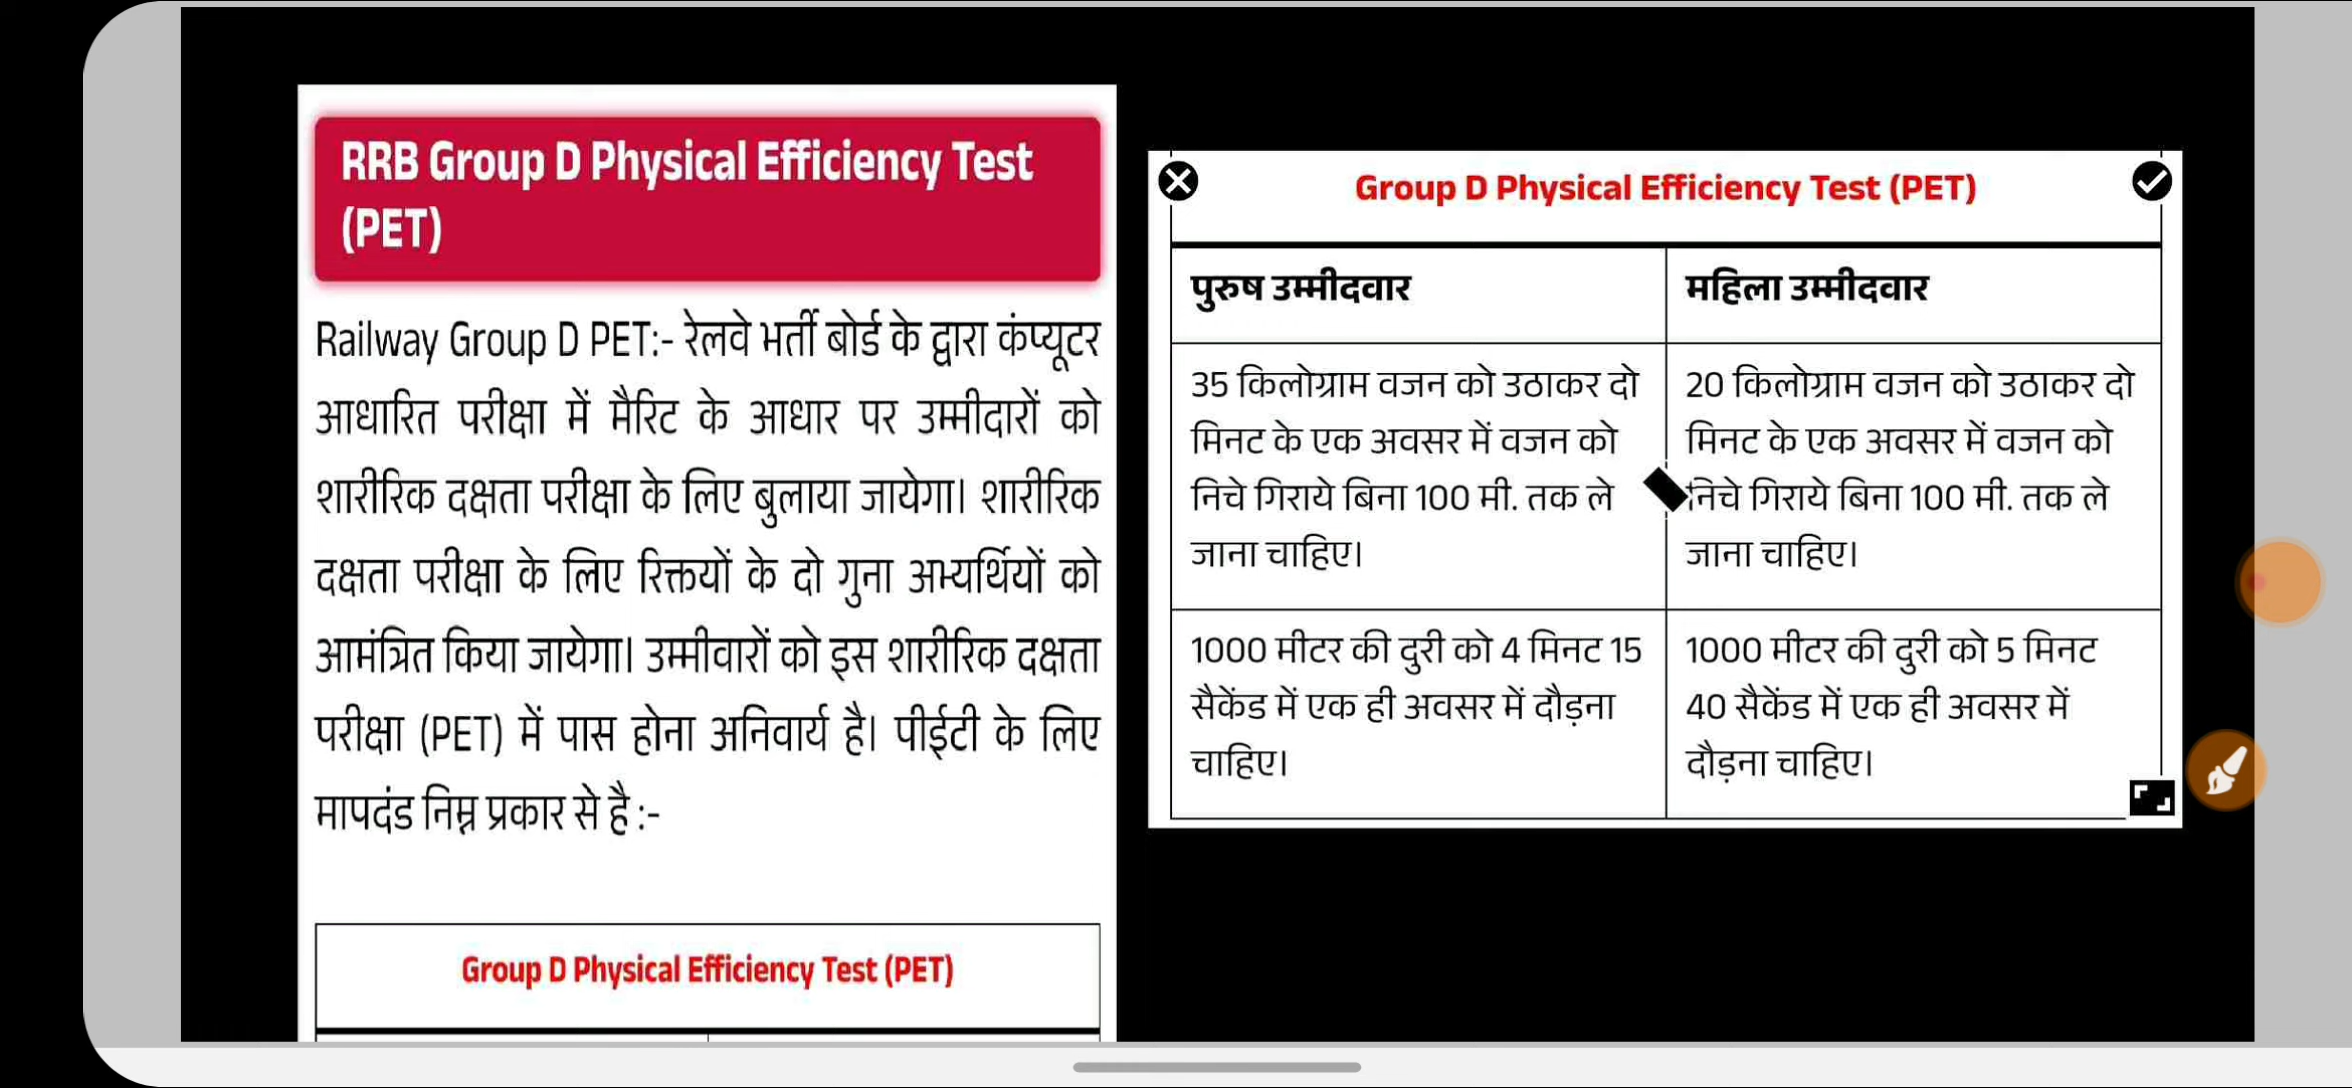 RRB Group D Physical Efficiency Test
(PET)
Railway Group D PET:- रेलवे भर्ती बोर्ड के द्वारा कंप्यूटर
आधारित परीक्षा में मैरिट के आधार पर उम्मीदारों को
शारीरिक दक्षता परीक्षा के लिए बुलाया जायेगा। शारीरिक
दक्षता परीक्षा के लिए रिक्तयों के दो गुना अभ्यर्थियों को
आमंत्रित किया जायेगा। उम्मीवारों को इस शारीरिक दक्षता
परीक्षा (PET) में पास होना अनिवार्य है। पीईटी के लिए
मापदंड निम्न प्रकार से है :-
Group D Physical Efficiency Test (PET)
Group D Physical Efficiency Test (PET)
पुरुष उम्मीदवार
महिला उम्मीदवार
35 किलोग्राम वजन को उठाकर दो
मिनट के एक अवसर में वजन को
निचे गिराये बिना 100 मी. तक ले
जाना चाहिए।
20 किलोग्राम वजन को उठाकर दो
मिनट के एक अवसर में वजन को
निचे गिराये बिना 100 मी. तक ले
जाना चाहिए।
1000 मीटर की दुरी को 4 मिनट 15
सैकेंड में एक ही अवसर में दौड़ना
चाहिए।
1000 मीटर की दुरी को 5 मिनट
40 सैकेंड में एक ही अवसर में
दौड़ना चाहिए।